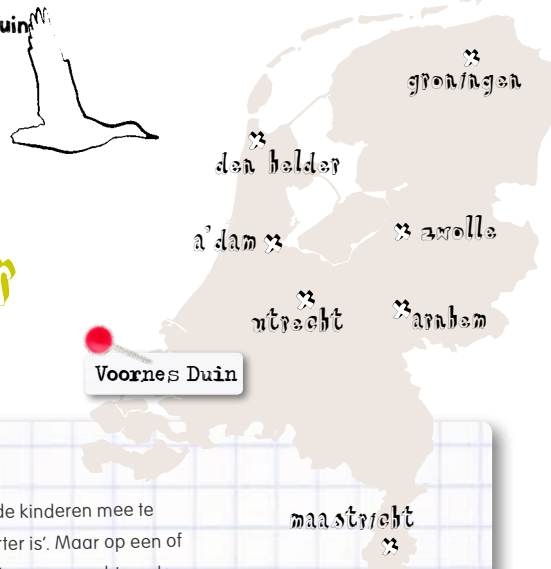 uin
groningen
den helder
a'dam
zwolle
utrecht
arnhem
Voornes Duin
maastricht
de kinderen mee te
ter is'. Maar op een of